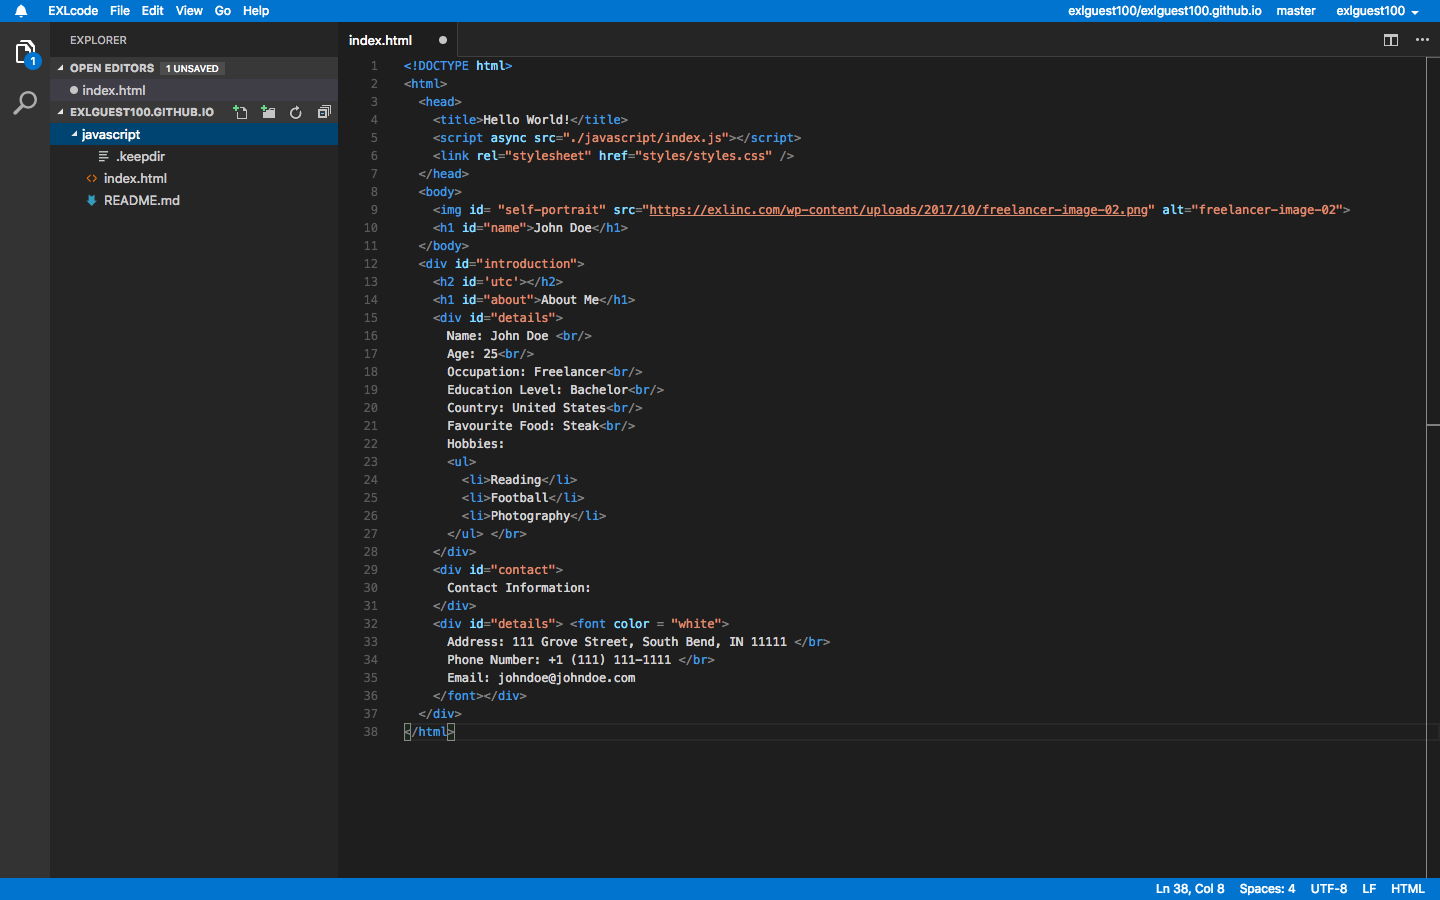 EXLcode File Edit View Go Help exlguest100/exlguest100.github.io master exlguest100
EXPLORER
1
OPEN EDITORS 1 UNSAVED
index.html
EXLGUEST100.GITHUB.IO
javascript
.keepdir
<> index.html
README.md
index.html
1 <!DOCTYPE html>
2 <html>
3 <head>
4 <title>Hello World!</title>
5 <script async src="./javascript/index.js"></script>
6 <link rel="stylesheet" href="styles/styles.css" />
7 </head>
8 <body>
9 <img id= "self-portrait" src="https://exlinc.com/wp-content/uploads/2017/10/freelancer-image-02.png" alt="freelancer-image-02">
10 <h1 id="name">John Doe</h1>
11 </body>
12 <div id="introduction">
13 <h2 id='utc'></h2>
14 <h1 id="about">About Me</h1>
15 <div id="details">
16 Name: John Doe <br/>
17 Age: 25<br/>
18 Occupation: Freelancer<br/>
19 Education Level: Bachelor<br/>
20 Country: United States<br/>
21 Favourite Food: Steak<br/>
22 Hobbies:
23 <ul>
24 <li>Reading</li>
25 <li>Football</li>
26 <li>Photography</li>
27 </ul> </br>
28 </div>
29 <div id="contact">
30 Contact Information:
31 </div>
32 <div id="details"> <font color = "white">
33 Address: 111 Grove Street, South Bend, IN 11111 </br>
34 Phone Number: +1 (111) 111-1111 </br>
35 Email: johndoe@johndoe.com
36 </font></div>
37 </div>
38 </html>
Ln 38, Col 8 Spaces: 4 UTF-8 LF HTML